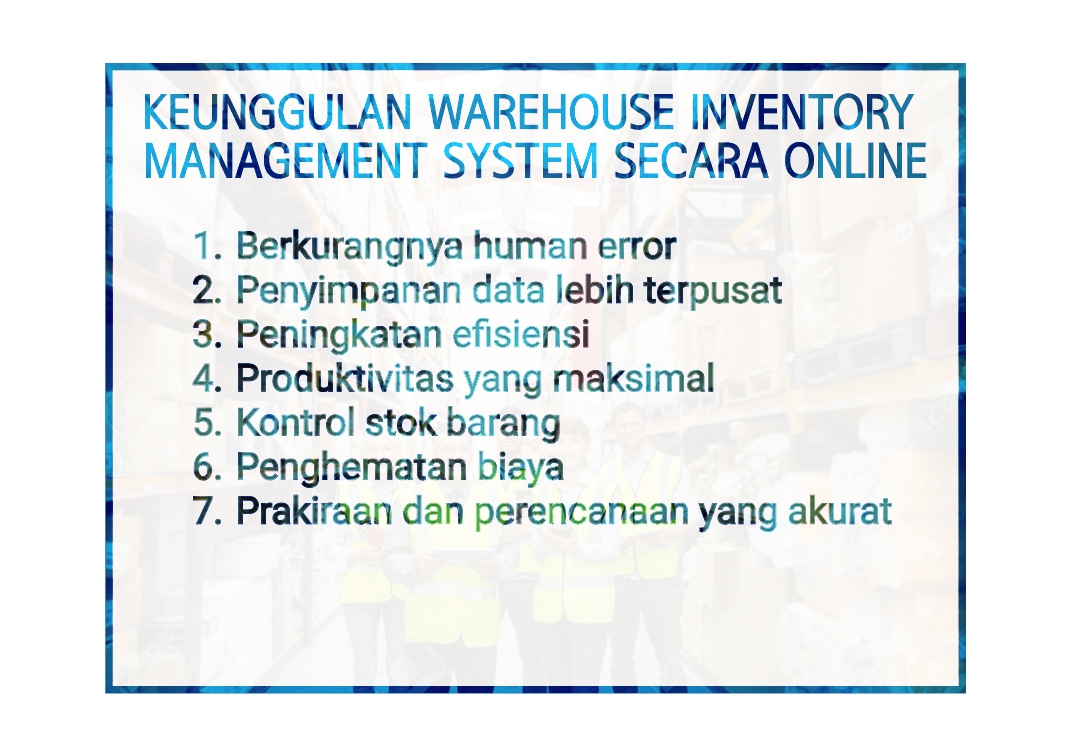 KEUNGGULAN WAREHOUSE INVENTORY
MANAGEMENT SYSTEM SECARA ONLINE
1. Berkurangnya human error
2. Penyimpanan data lebih terpusat
3. Peningkatan efisiensi
4. Produktivitas yang maksimal
5. Kontrol stok barang
6. Penghematan biaya
7. Prakiraan dan perencanaan yang akurat